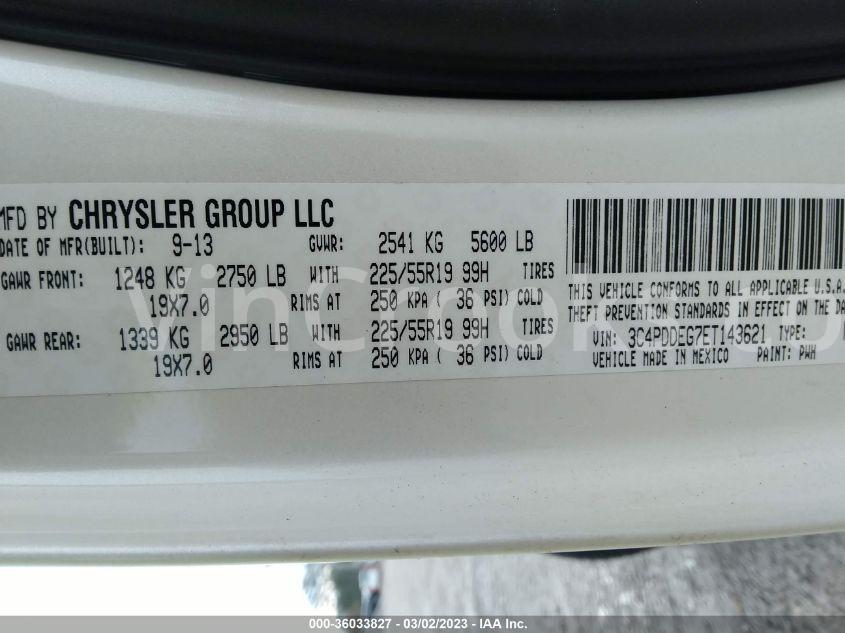 MFD BY CHRYSLER GROUP LLC
DATE OF MFR(BUILT): 9-13 GVWR: 2541 KG 5600 LB
GAWR FRONT: 1248 KG 2750 LB WITH 225/55R19 99H TIRES
19X7.0 RIMS AT 250 KPA ( 36 PSI) COLD
GAWR REAR: 1339 KG 2950 LB WITH 225/55R19 99H TIRES
19X7.0 RIMS AT 250 KPA ( 36 PSI) COLD
THIS VEHICLE CONFORMS TO ALL APPLICABLE U.S.A.
THEFT PREVENTION STANDARDS IN EFFECT ON THE DA
VIN: 3C4PDDEG7ET143621 TYPE:
VEHICLE MADE IN MEXICO PAINT: PWH
000-36033827 - 03/02/2023 - IAA Inc.